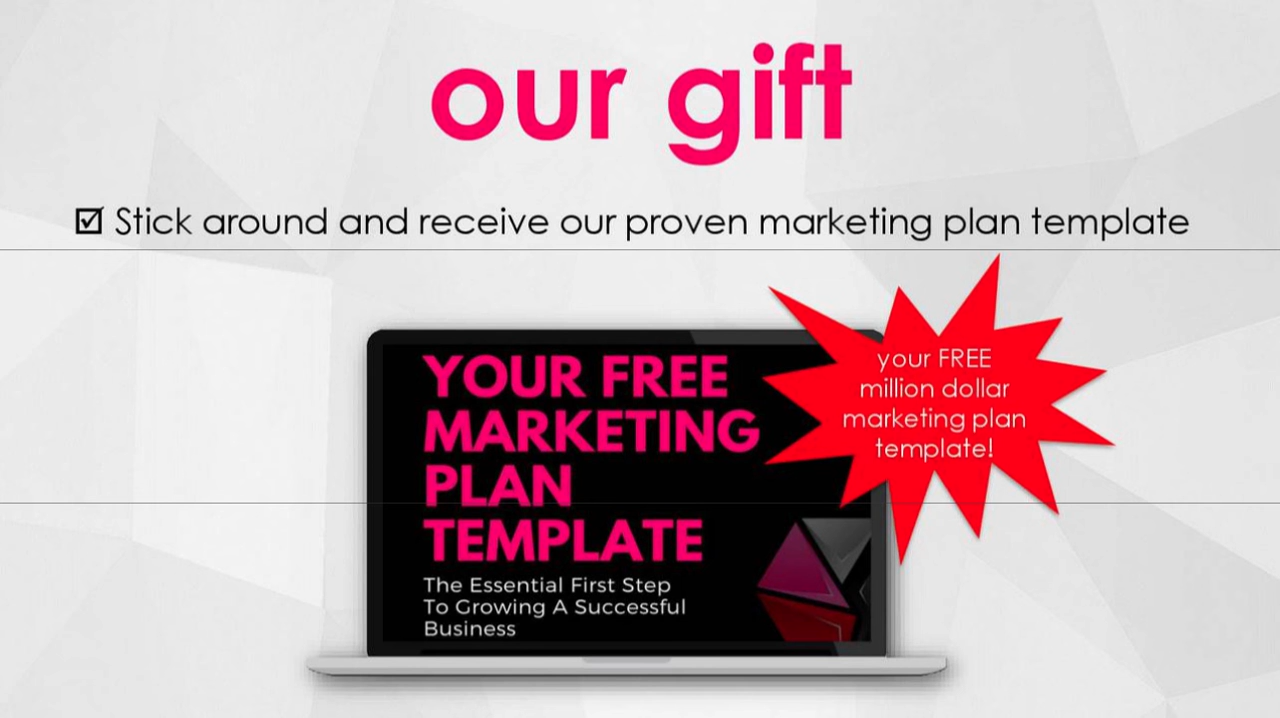 our gift
☑ Stick around and receive our proven marketing plan template
YOUR FREE
MARKETING
PLAN
TEMPLATE
The Essential First Step
To Growing A Successful
Business
your FREE
million dollar
marketing plan
template!